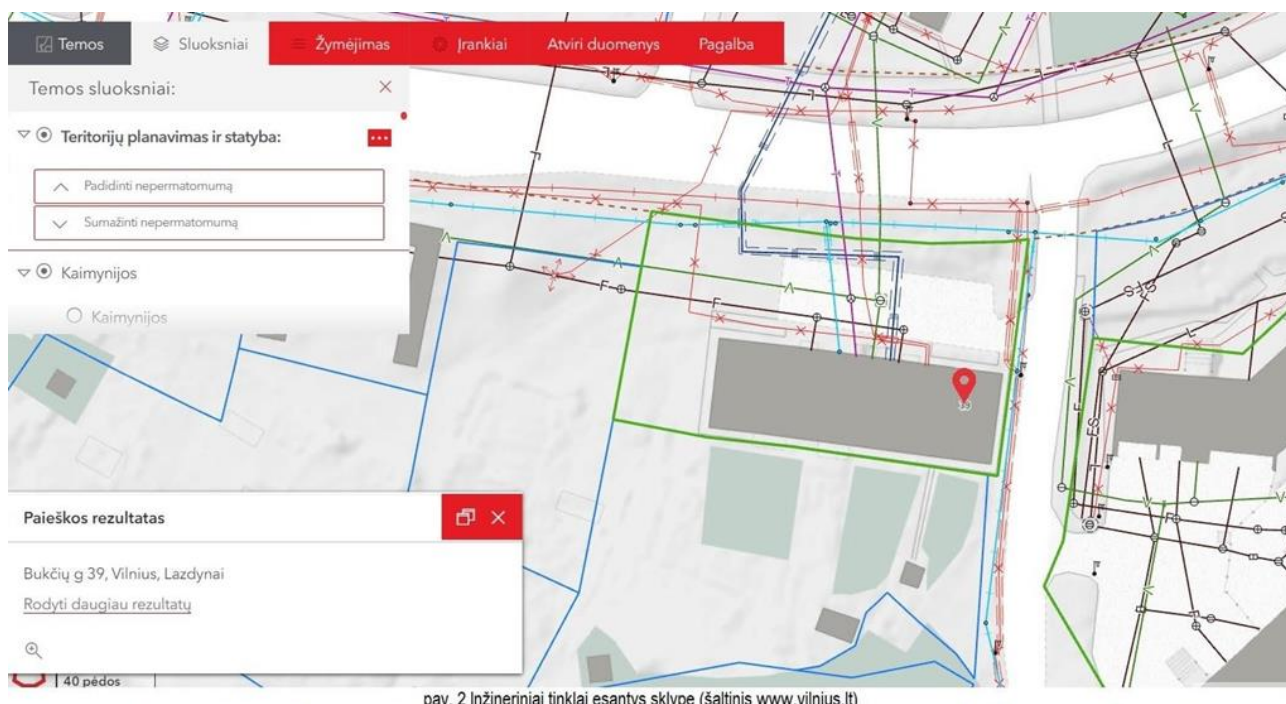 Temos
Sluoksniai
Žymėjimas
Įrankiai
Atviri duomenys
Pagalba
Temos sluoksniai:
Teritorijų planavimas ir statyba:
Padidinti nepermatomumą
Sumažinti nepermatomumą
Kaimynijos
Kaimynijos
Paieškos rezultatas
Bukčių g 39, Vilnius, Lazdynai
Rodyti daugiau rezultatų
40 pėdos
pav. 2 Inžineriniai tinklai esantys sklype (šaltinis www.vilnius.lt)